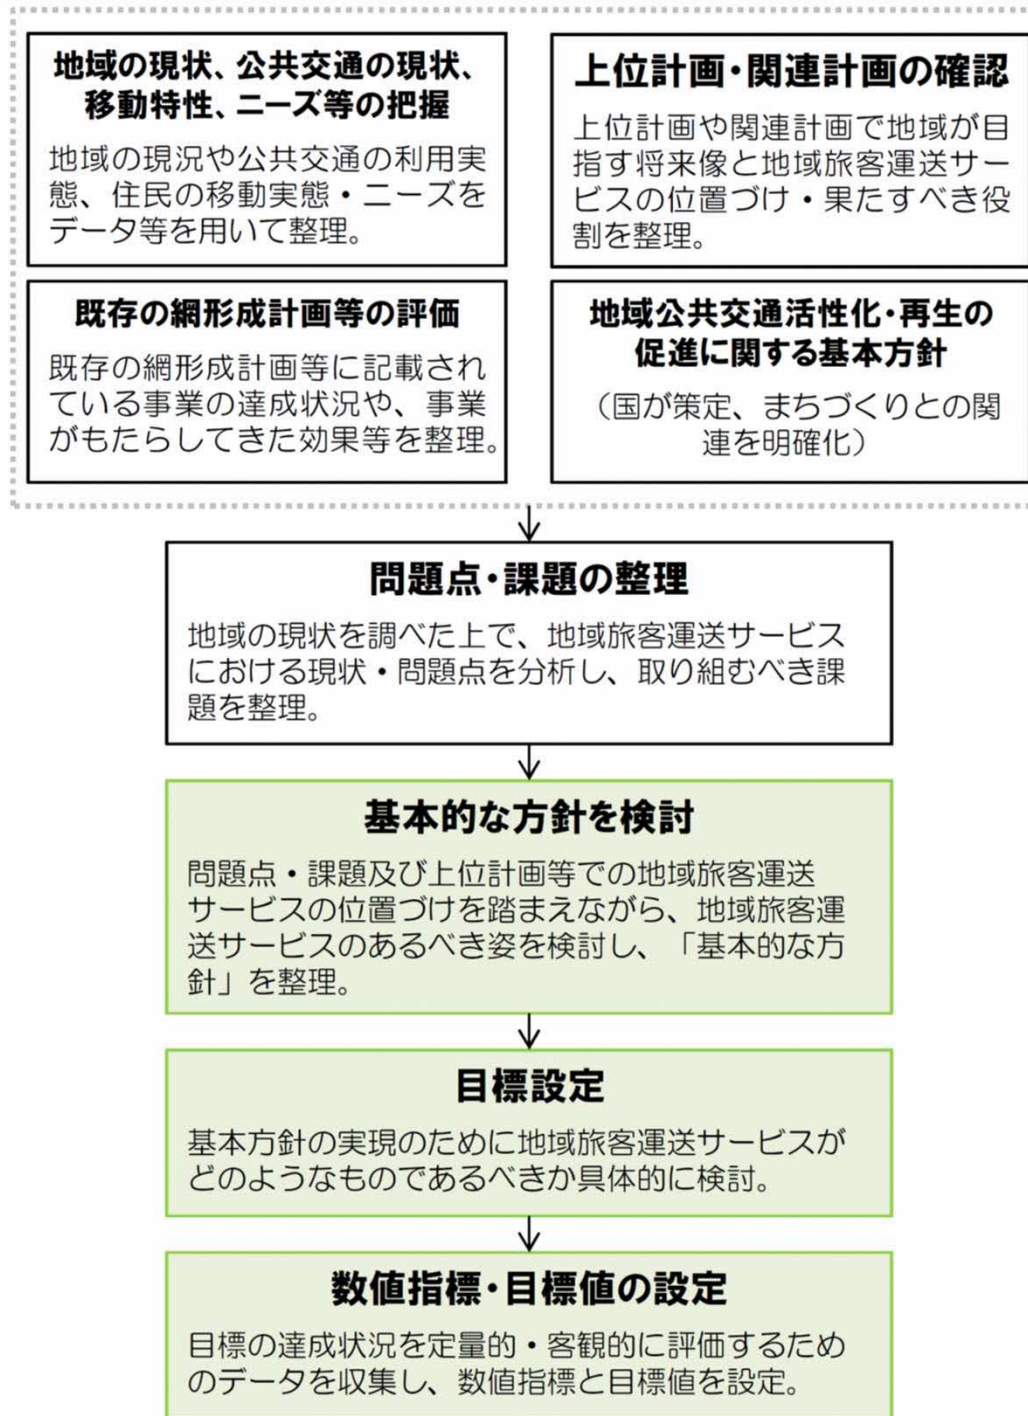 地域の現状、公共交通の現状、
移動特性、ニーズ等の把握
地域の現況や公共交通の利用実
態、住民の移動実態・ニーズを
データ等を用いて整理。
上位計画・関連計画の確認
上位計画や関連計画で地域が目
指す将来像と地域旅客運送サー
ビスの位置づけ・果たすべき役
割を整理。
既存の網形成計画等の評価
既存の網形成計画等に記載され
ている事業の達成状況や、事業
がもたらしてきた効果等を整理。
地域公共交通活性化・再生の
促進に関する基本方針
（国が策定、まちづくりとの関
連を明確化）
問題点・課題の整理
地域の現状を調べた上で、地域旅客運送サービス
における現状・問題点を分析し、取り組むべき課
題を整理。
基本的な方針を検討
問題点・課題及び上位計画等での地域旅客運送
サービスの位置づけを踏まえながら、地域旅客運
送サービスのあるべき姿を検討し、「基本的な方
針」を整理。
目標設定
基本方針の実現のために地域旅客運送サービスが
どのようなものであるべきか具体的に検討。
数値指標・目標値の設定
目標の達成状況を定量的・客観的に評価するため
のデータを収集し、数値指標と目標値を設定。